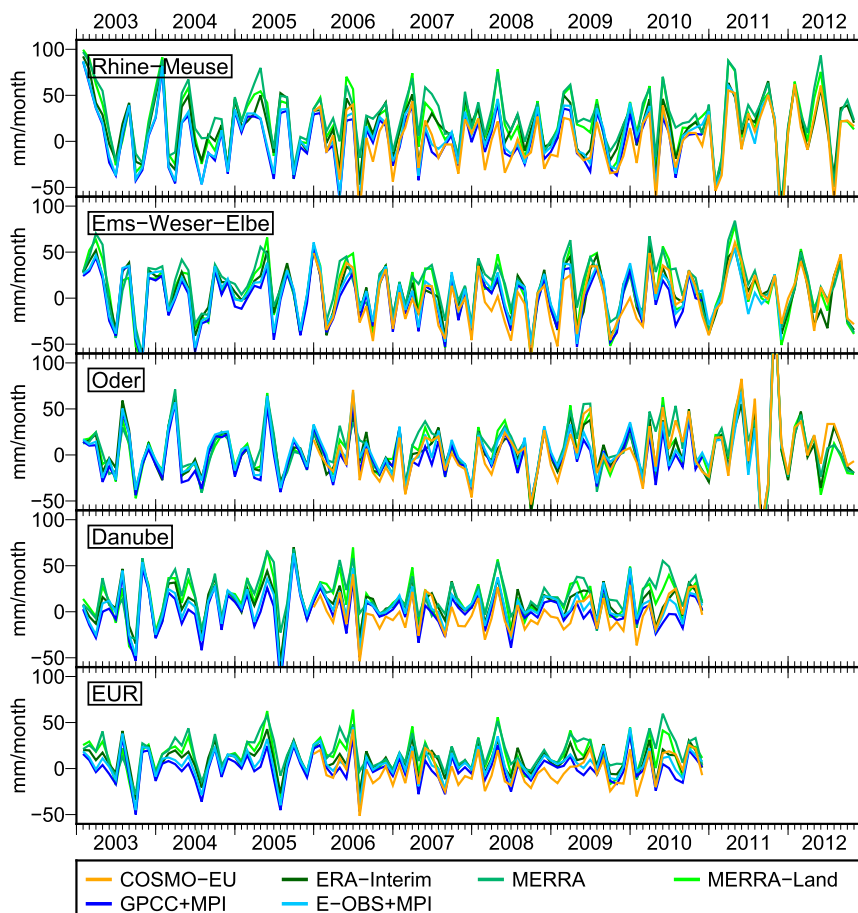 2003 2004 2005 2006 2007 2008 2009 2010 2011 2012
100
50
0
−50
mm/month
Rhine−Meuse
100
50
0
−50
mm/month
Ems−Weser−Elbe
100
50
0
−50
mm/month
Oder
100
50
0
−50
mm/month
Danube
100
50
0
−50
mm/month
EUR
2003 2004 2005 2006 2007 2008 2009 2010 2011 2012
COSMO−EU ERA−Interim MERRA MERRA−Land
GPCC+MPI E−OBS+MPI